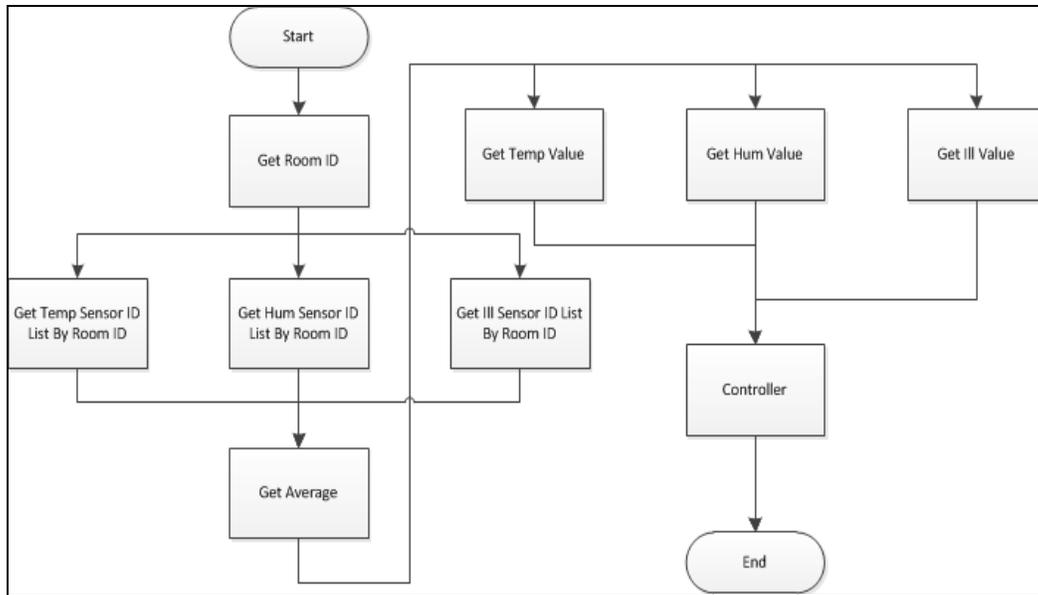 Start
Get Room ID
Get Temp Sensor ID
List By Room ID
Get Hum Sensor ID
List By Room ID
Get Ill Sensor ID List
By Room ID
Get Average
Get Temp Value
Get Hum Value
Get Ill Value
Controller
End